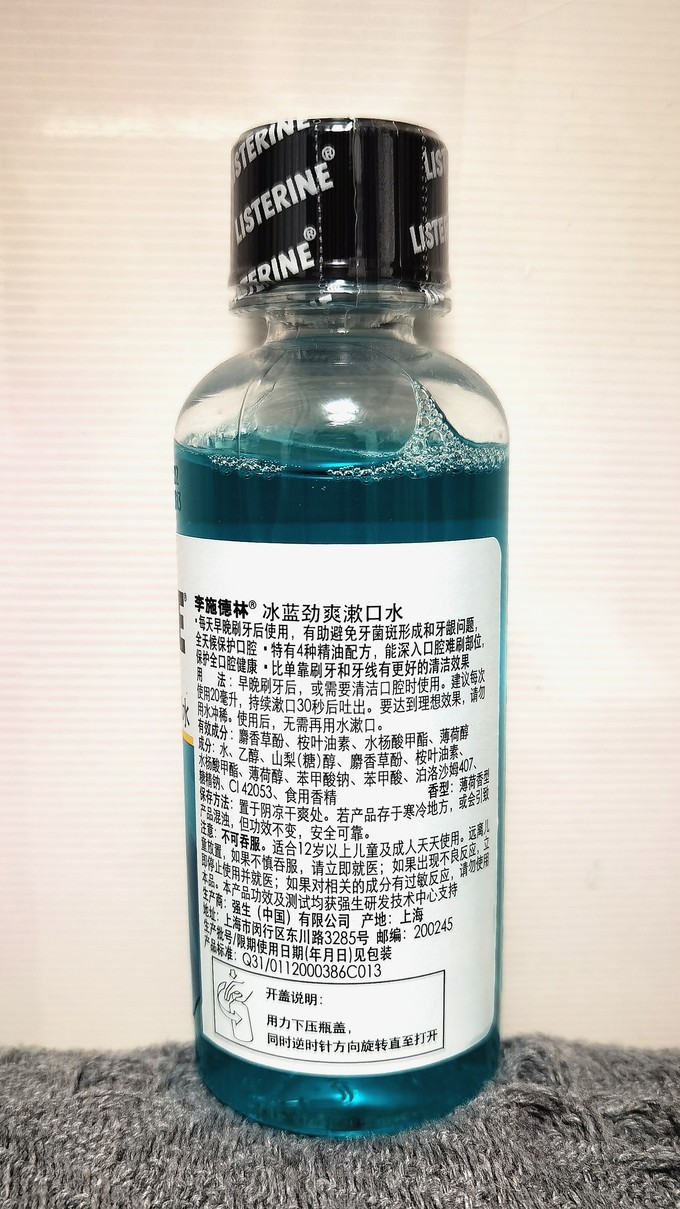 LISTERINE
LISTERINE®
ERINE®
LIS
LISTE
李施德林® 冰蓝劲爽漱口水
·每天早晚刷牙后使用，有助避免牙菌斑形成和牙龈问题，
全天候保护口腔 ·特有4种精油配方，能深入口腔难刷部位，
保护全口腔健康 ·比单靠刷牙和牙线有更好的清洁效果
用 法：早晚刷牙后，或需要清洁口腔时使用。建议每次
使用20毫升，持续漱口30秒后吐出。要达到理想效果，请勿
用水冲稀。使用后，无需再用水漱口。
有效成分：麝香草酚、桉叶油素、水杨酸甲酯、薄荷醇
成分：水、乙醇、山梨(糖)醇、麝香草酚、桉叶油素、
水杨酸甲酯、薄荷醇、苯甲酸钠、苯甲酸、泊洛沙姆407、
糖精钠、CI 42053、食用香精 香型：薄荷香型
保存方法：置于阴凉干爽处。若产品存于寒冷地方，或会引致
产品混浊，但功效不变，安全可靠。
注意：不可吞服。适合12岁以上儿童及成人天天使用。远离儿
童放置，如果不慎吞服，请立即就医；如果出现不良反应，立
即停止使用并就医；如果对相关的成分有过敏反应，请勿使用
本品。本产品功效及测试均获强生研发技术中心支持
生产商：强生（中国）有限公司 产地：上海
地址：上海市闵行区东川路3285号 邮编：200245
生产批号/限期使用日期(年月日)见包装
产品标准：Q31/0112000386C013
开盖说明：
用力下压瓶盖，
同时逆时针方向旋转直至打开
E®
水